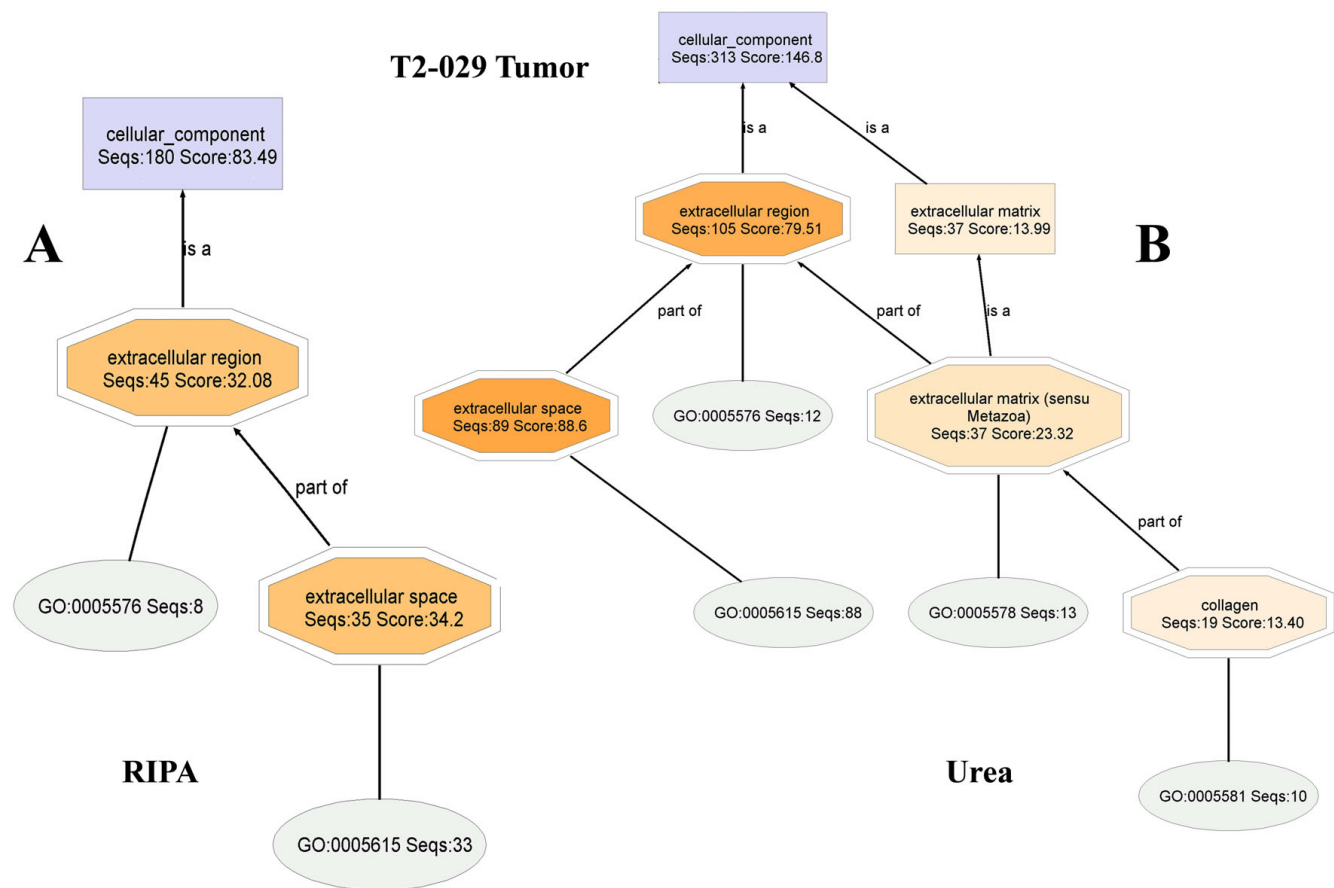 T2-029 Tumor
A
cellular_component
Seqs:180 Score:83.49
is a
extracellular region
Seqs:45 Score:32.08
part of
GO:0005576 Seqs:8
extracellular space
Seqs:35 Score:34.2
GO:0005615 Seqs:33
RIPA
B
cellular_component
Seqs:313 Score:146.8
is a
is a
extracellular region
Seqs:105 Score:79.51
extracellular matrix
Seqs:37 Score:13.99
part of
part of
is a
extracellular space
Seqs:89 Score:88.6
GO:0005576 Seqs:12
extracellular matrix (sensu
Metazoa)
Seqs:37 Score:23.32
part of
GO:0005615 Seqs:88
GO:0005578 Seqs:13
collagen
Seqs:19 Score:13.40
GO:0005581 Seqs:10
Urea